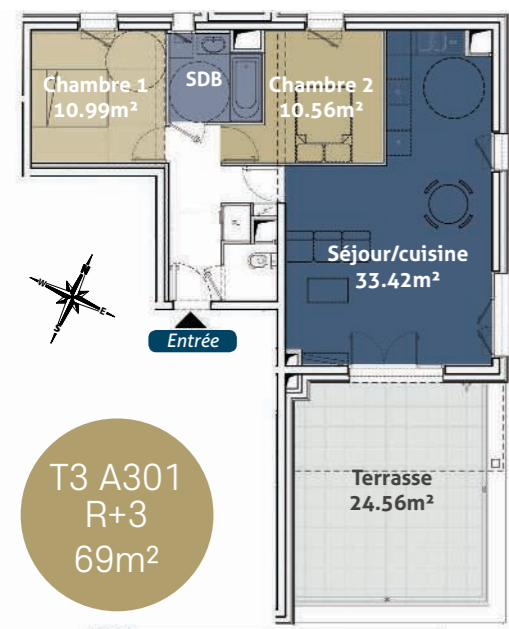 Chambre 1
10.99m²
SDB
Chambre 2
10.56m²
Séjour/cuisine
33.42m²
N
W
E
S
Entrée
T3 A301
R+3
69m²
Terrasse
24.56m²